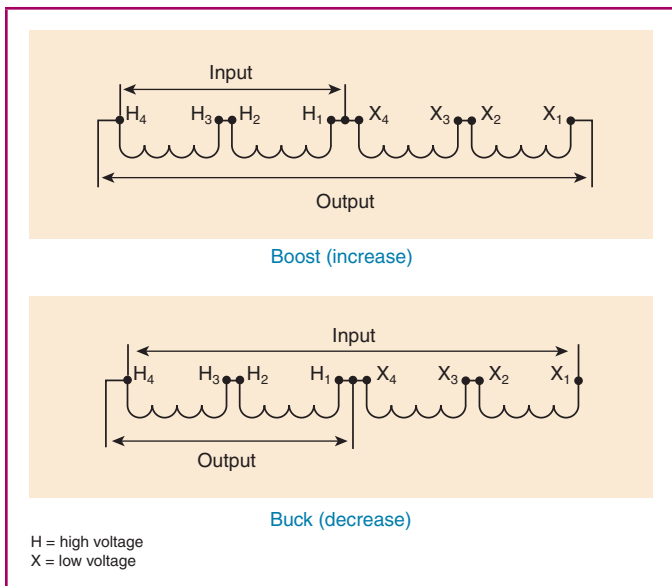 Input
H₄ H₃ H₂ H₁ X₄ X₃ X₂ X₁
Output
Boost (increase)
Input
H₄ H₃ H₂ H₁ X₄ X₃ X₂ X₁
Output
Buck (decrease)
H = high voltage
X = low voltage